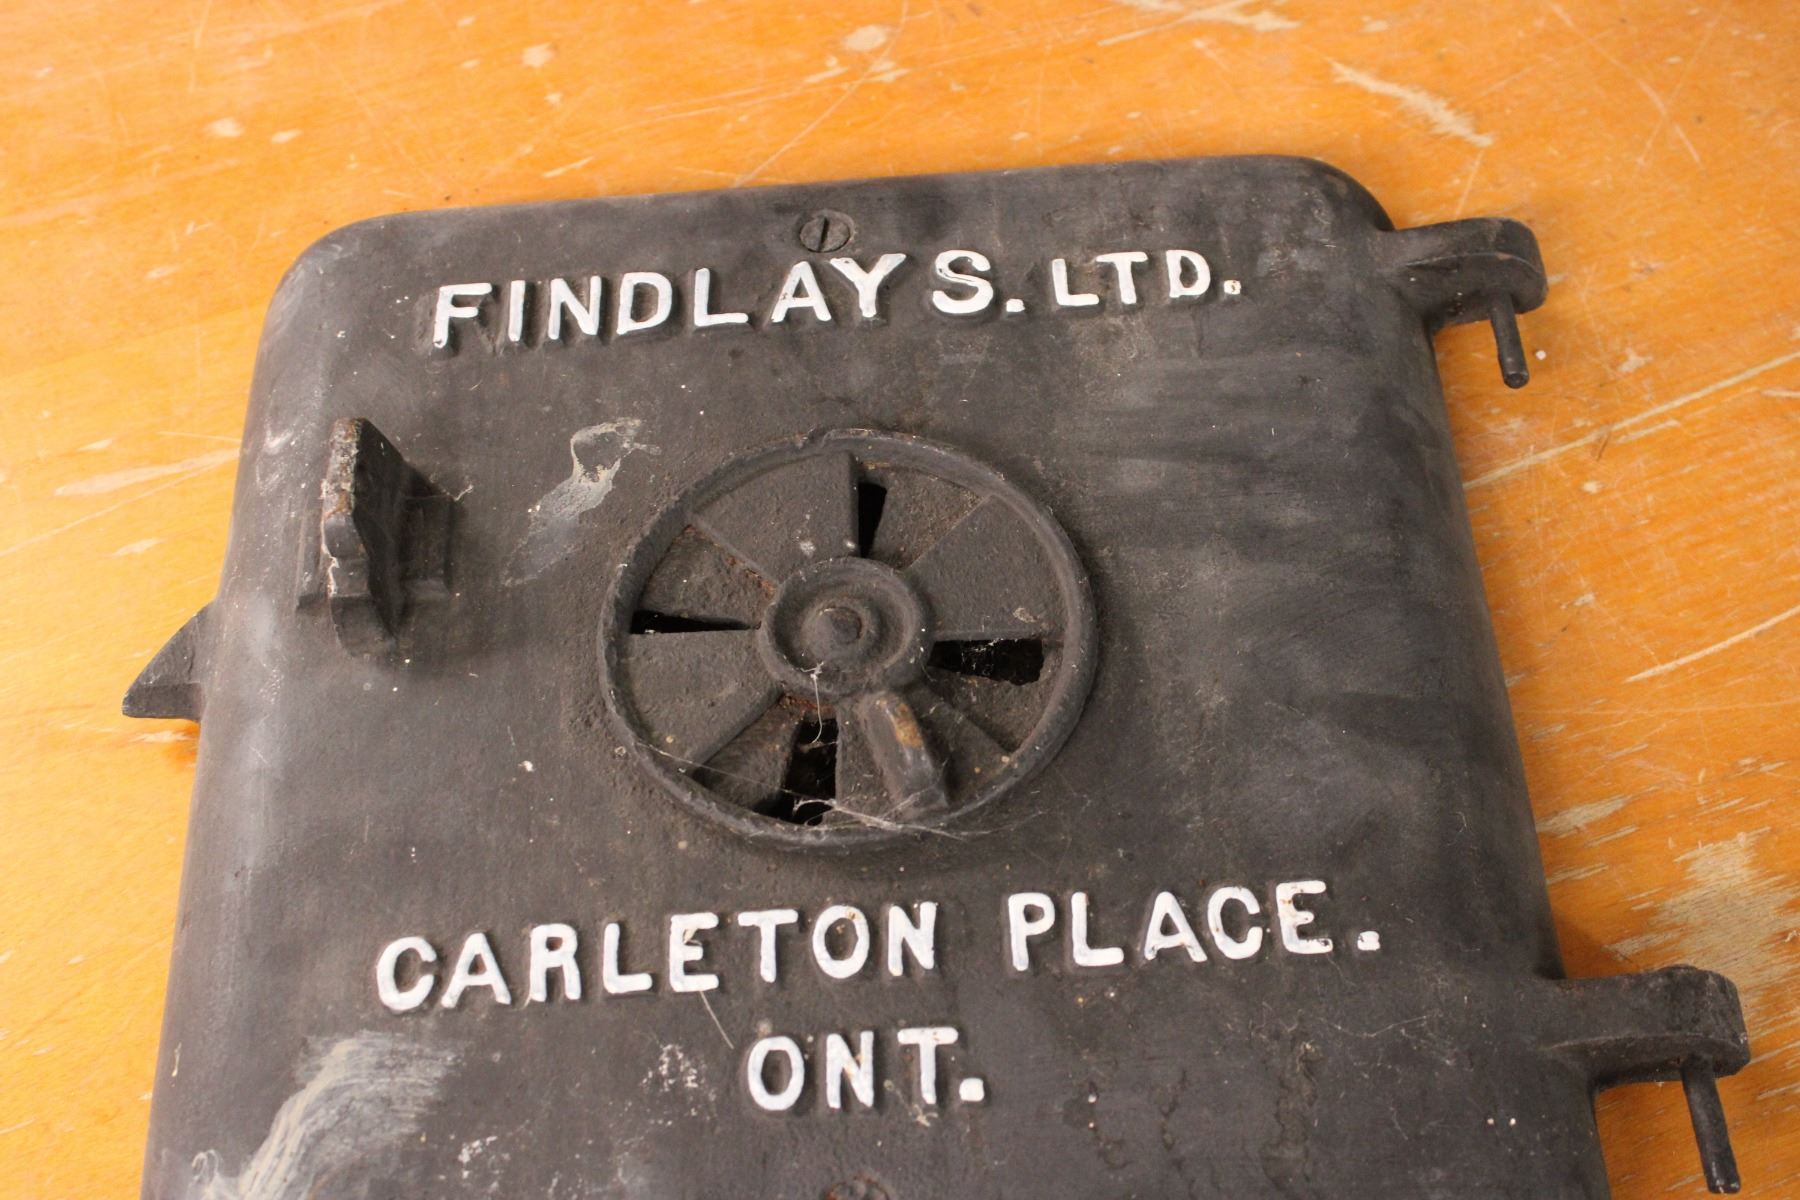 FINDLAYS. LTD.
CARLETON PLACE.
ONT.